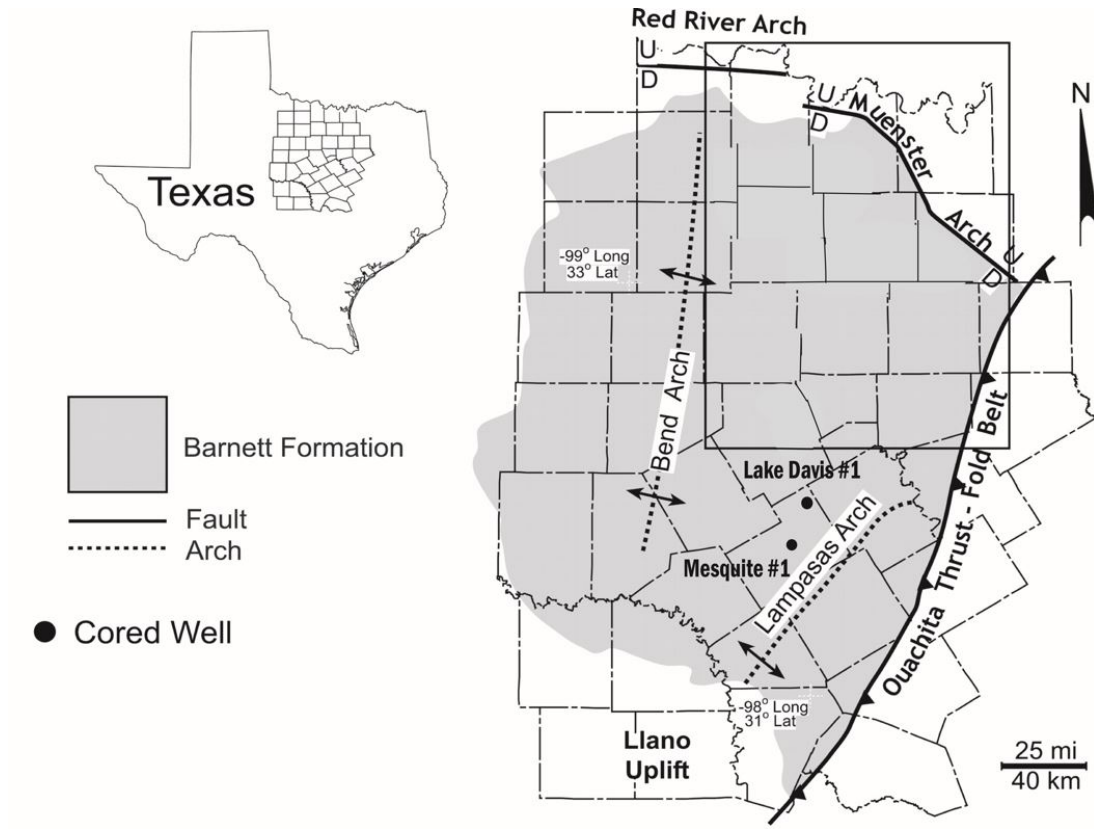 Red River Arch
U
D
N
U
D
Muenster
Arch
U
D
Texas
-99° Long
33° Lat
Bend Arch
Barnett Formation
Fault
Arch
Cored Well
Lake Davis #1
Mesquite #1
Lampasas Arch
Ouachita Thrust - Fold Belt
-98° Long
31° Lat
Llano
Uplift
25 mi
40 km